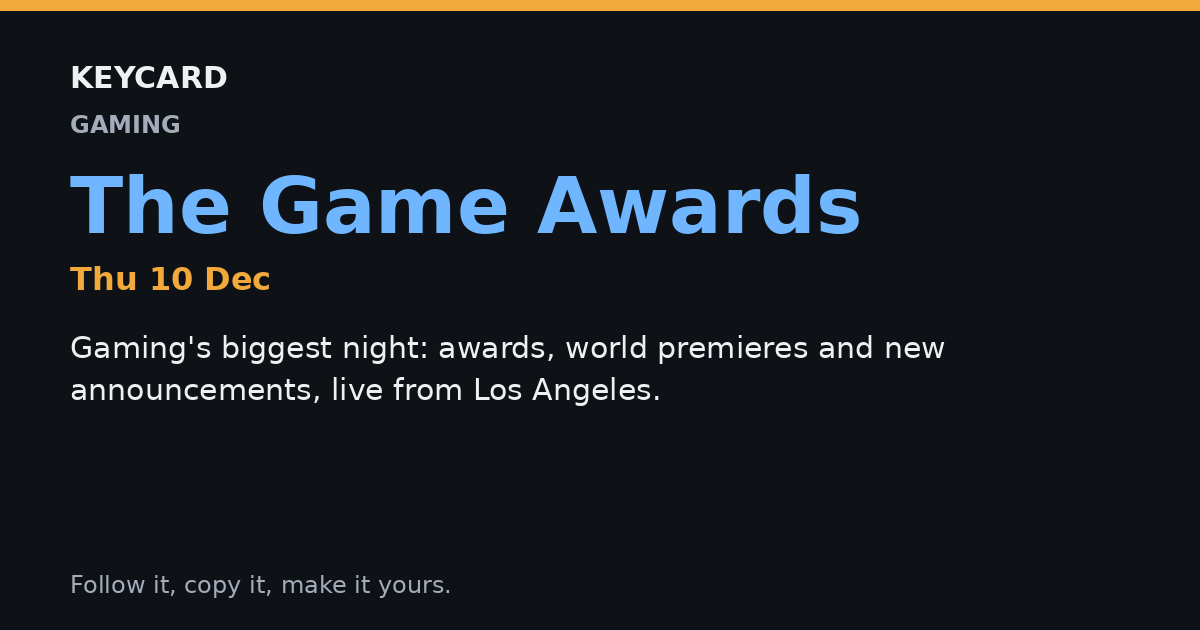 KEYCARD
GAMING
The Game Awards
Thu 10 Dec
Gaming's biggest night: awards, world premieres and new
announcements, live from Los Angeles.
Follow it, copy it, make it yours.